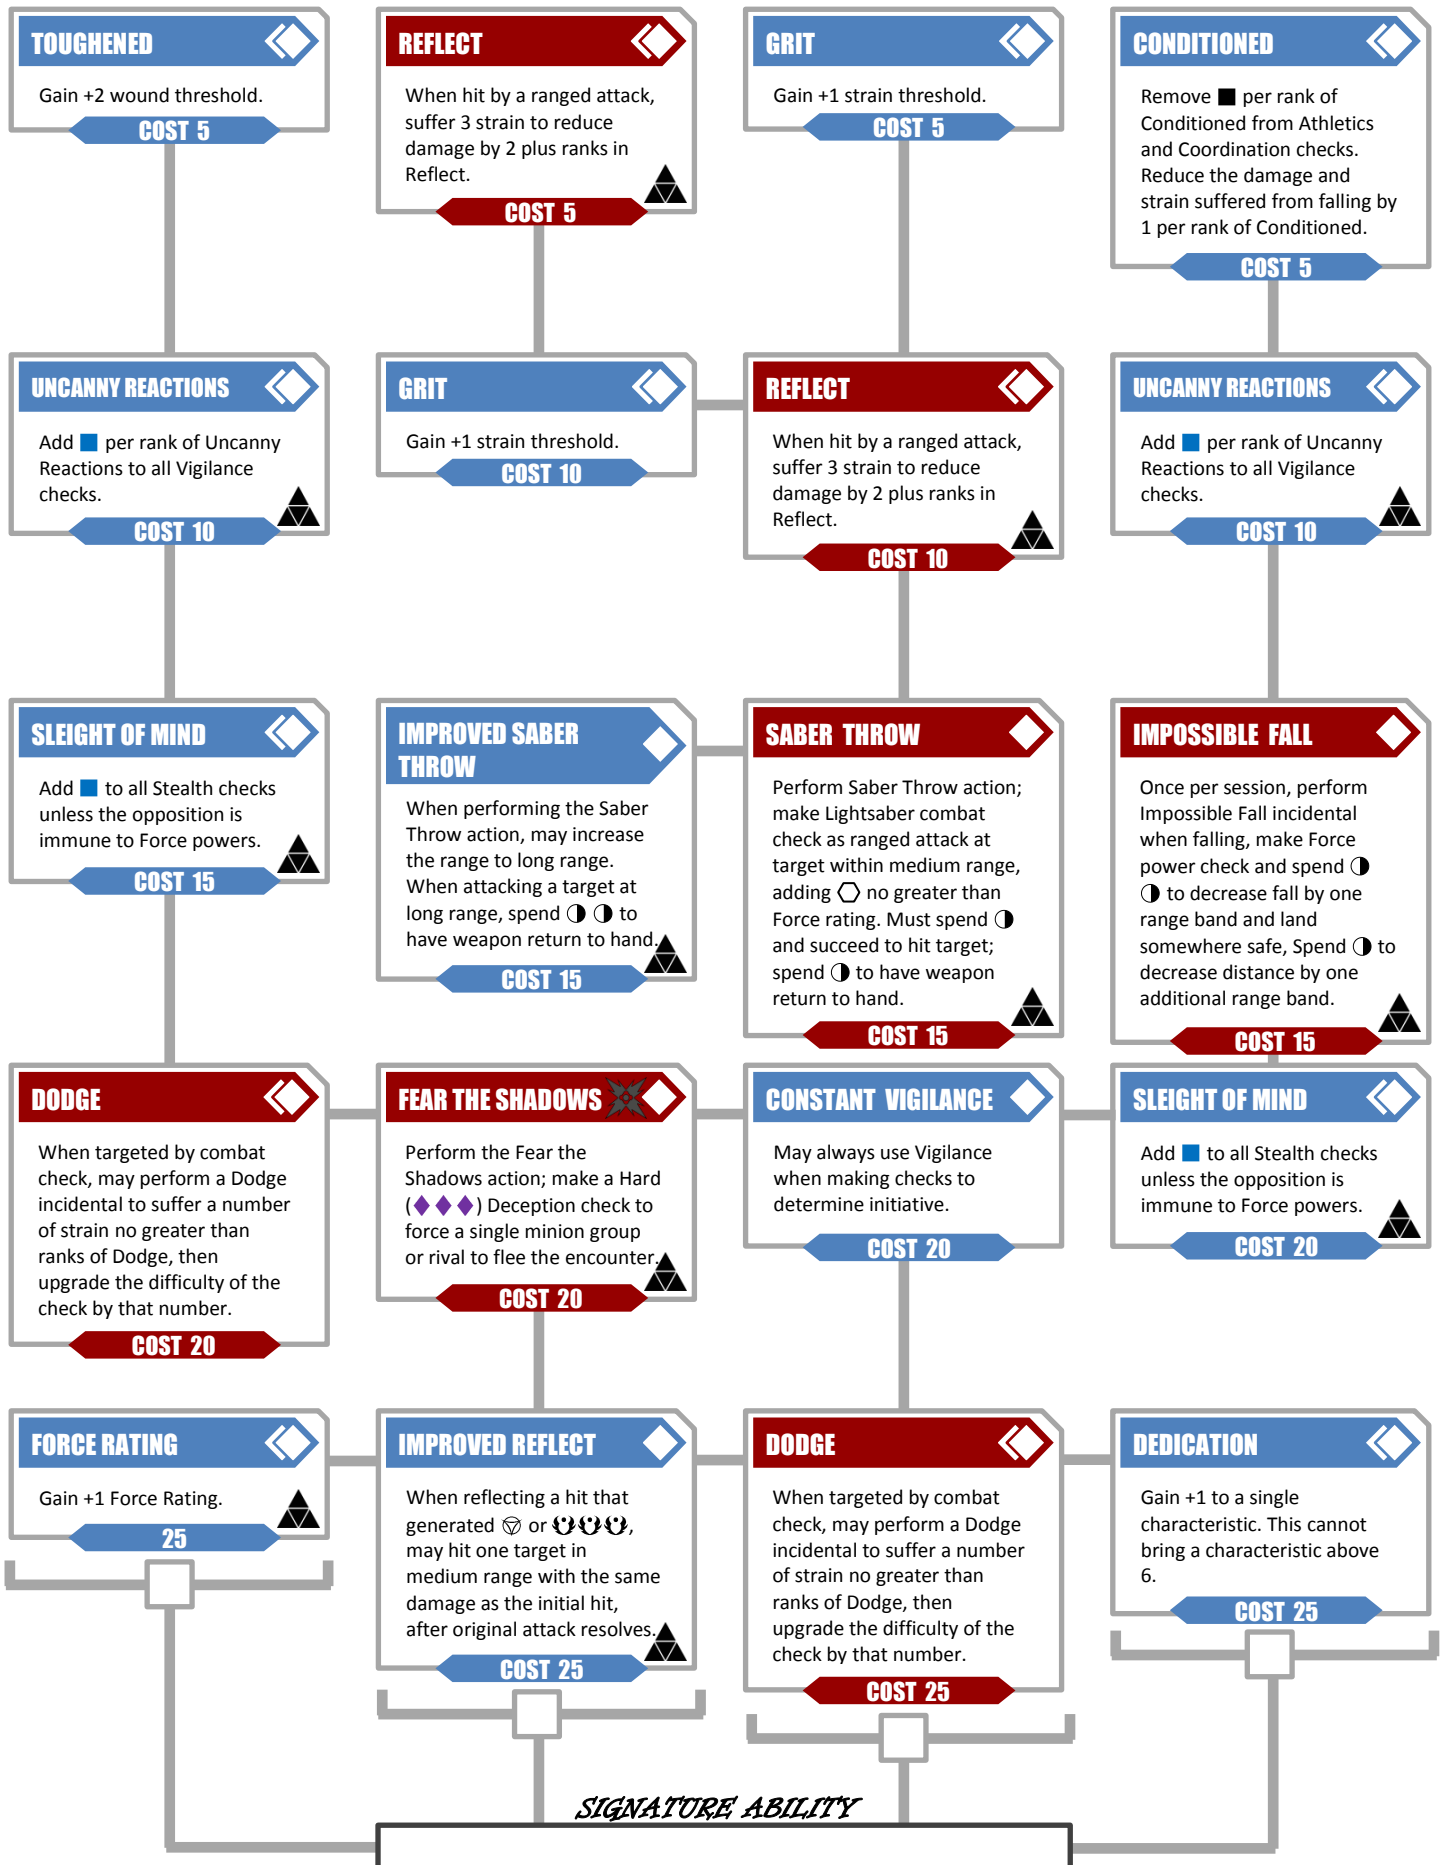 TOUGHENED
Gain +2 wound threshold.
COST 5
REFLECT
When hit by a ranged attack,
suffer 3 strain to reduce
damage by 2 plus ranks in
Reflect.
COST 5
GRIT
Gain +1 strain threshold.
COST 5
CONDITIONED
Remove ■ per rank of
Conditioned from Athletics
and Coordination checks.
Reduce the damage and
strain suffered from falling by
1 per rank of Conditioned.
COST 5
UNCANNY REACTIONS
Add ■ per rank of Uncanny
Reactions to all Vigilance
checks.
COST 10
GRIT
Gain +1 strain threshold.
COST 10
REFLECT
When hit by a ranged attack,
suffer 3 strain to reduce
damage by 2 plus ranks in
Reflect.
COST 10
UNCANNY REACTIONS
Add ■ per rank of Uncanny
Reactions to all Vigilance
checks.
COST 10
SLEIGHT OF MIND
Add ■ to all Stealth checks
unless the opposition is
immune to Force powers.
COST 15
IMPROVED SABER
THROW
When performing the Saber
Throw action, may increase
the range to long range.
When attacking a target at
long range, spend ◑ ◑ to
have weapon return to hand.
COST 15
SABER THROW
Perform Saber Throw action;
make Lightsaber combat
check as ranged attack at
target within medium range,
adding ⬡ no greater than
Force rating. Must spend ◑
and succeed to hit target;
spend ◑ to have weapon
return to hand.
COST 15
IMPOSSIBLE FALL
Once per session, perform
Impossible Fall incidental
when falling, make Force
power check and spend ◑
◑ to decrease fall by one
range band and land
somewhere safe, Spend ◑ to
decrease distance by one
additional range band.
COST 15
DODGE
When targeted by combat
check, may perform a Dodge
incidental to suffer a number
of strain no greater than
ranks of Dodge, then
upgrade the difficulty of the
check by that number.
COST 20
FEAR THE SHADOWS
Perform the Fear the
Shadows action; make a Hard
(◆ ◆ ◆) Deception check to
force a single minion group
or rival to flee the encounter.
COST 20
CONSTANT VIGILANCE
May always use Vigilance
when making checks to
determine initiative.
COST 20
SLEIGHT OF MIND
Add ■ to all Stealth checks
unless the opposition is
immune to Force powers.
COST 20
FORCE RATING
Gain +1 Force Rating.
25
IMPROVED REFLECT
When reflecting a hit that
generated or ,
may hit one target in
medium range with the same
damage as the initial hit,
after original attack resolves.
COST 25
DODGE
When targeted by combat
check, may perform a Dodge
incidental to suffer a number
of strain no greater than
ranks of Dodge, then
upgrade the difficulty of the
check by that number.
COST 25
DEDICATION
Gain +1 to a single
characteristic. This cannot
bring a characteristic above
6.
COST 25
SIGNATURE ABILITY